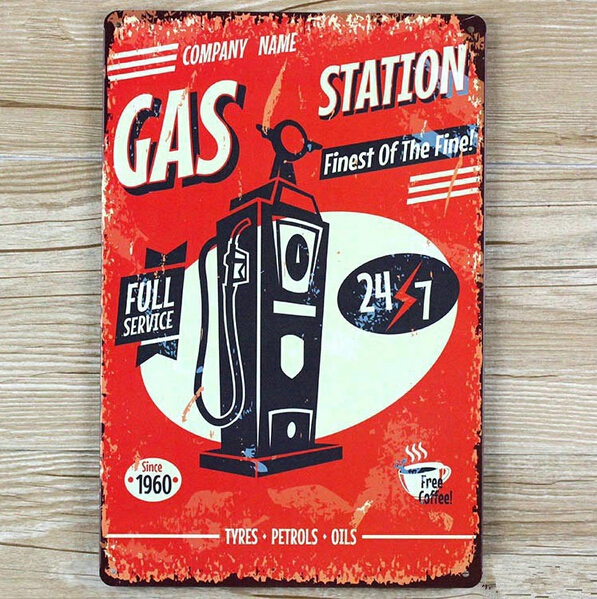 COMPANY NAME
GAS STATION
Finest Of The Fine!
FULL
SERVICE
24 7
Since
1960
Free
Coffee!
TYRES · PETROLS · OILS